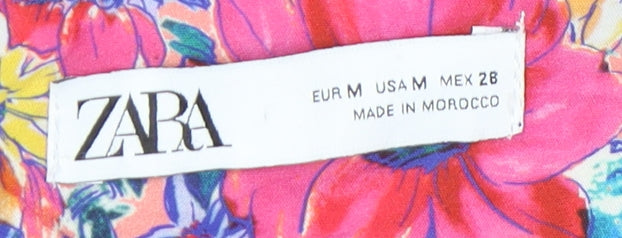 ZARA
EUR M USA M MEX 28
MADE IN MOROCCO